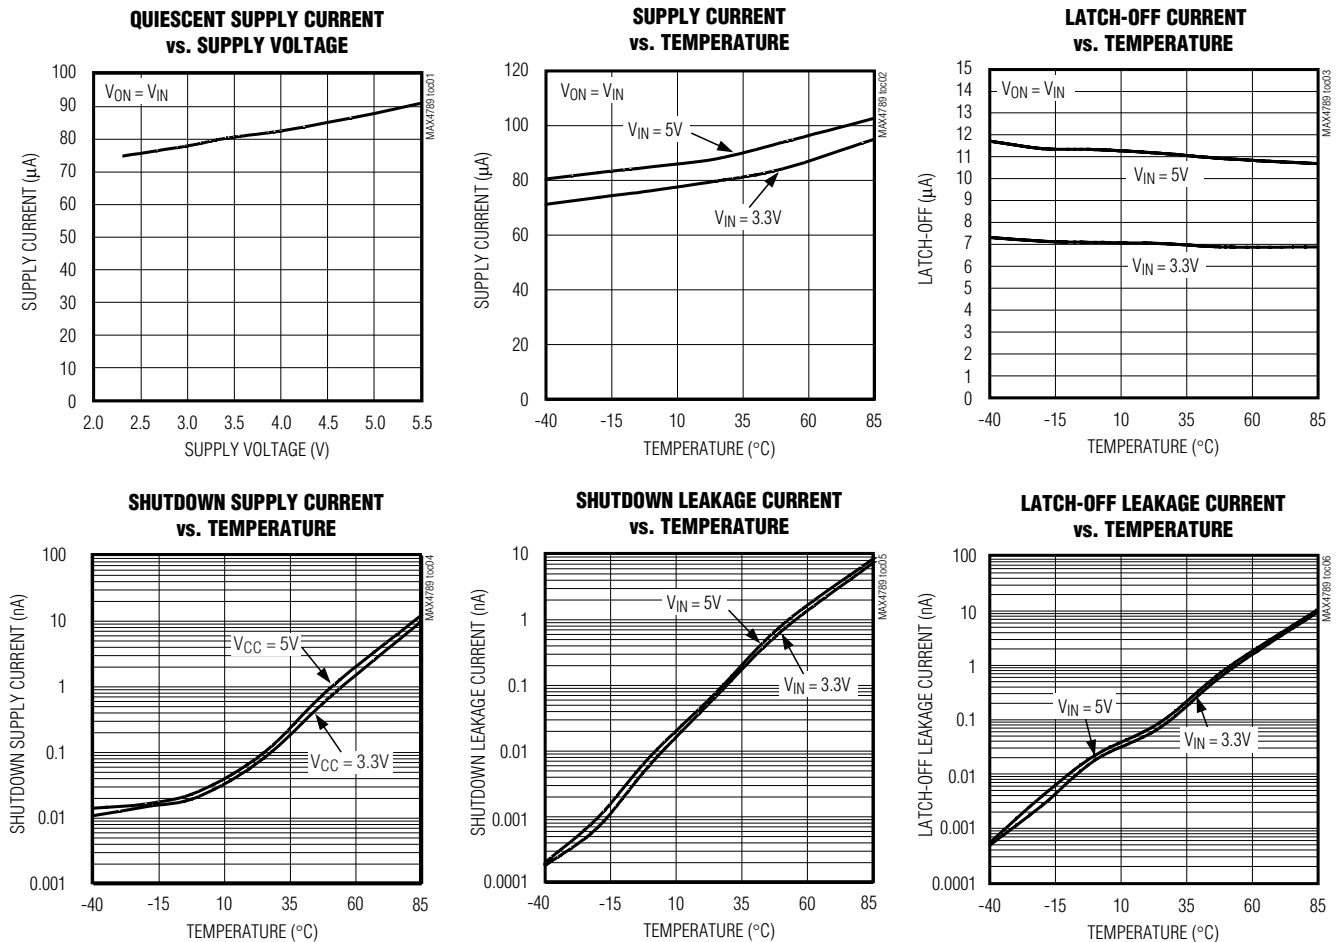 QUIESCENT SUPPLY CURRENT
vs. SUPPLY VOLTAGE
100
90
80
70
60
50
40
30
20
10
0
SUPPLY CURRENT (µA)
VON = VIN
MAX4789 toc01
2.0 2.5 3.0 3.5 4.0 4.5 5.0 5.5
SUPPLY VOLTAGE (V)
SUPPLY CURRENT
vs. TEMPERATURE
120
100
80
60
40
20
0
SUPPLY CURRENT (µA)
VON = VIN
VIN = 5V
VIN = 3.3V
MAX4789 toc02
-40 -15 10 35 60 85
TEMPERATURE (°C)
LATCH-OFF CURRENT
vs. TEMPERATURE
15
14
13
12
11
10
9
8
7
6
5
4
3
2
1
0
LATCH-OFF (µA)
VON = VIN
VIN = 5V
VIN = 3.3V
MAX4789 toc03
-40 -15 10 35 60 85
TEMPERATURE (°C)
SHUTDOWN SUPPLY CURRENT
vs. TEMPERATURE
100
10
1
0.1
0.01
0.001
SHUTDOWN SUPPLY CURRENT (nA)
VCC = 5V
VCC = 3.3V
MAX4789 toc04
-40 -15 10 35 60 85
TEMPERATURE (°C)
SHUTDOWN LEAKAGE CURRENT
vs. TEMPERATURE
10
1
0.1
0.01
0.001
0.0001
SHUTDOWN LEAKAGE CURRENT (nA)
VIN = 5V
VIN = 3.3V
MAX4789 toc05
-40 -15 10 35 60 85
TEMPERATURE (°C)
LATCH-OFF LEAKAGE CURRENT
vs. TEMPERATURE
100
10
1
0.1
0.01
0.001
0.0001
LATCH-OFF LEAKAGE CURRENT (nA)
VIN = 5V
VIN = 3.3V
MAX4789 toc06
-40 -15 10 35 60 85
TEMPERATURE (°C)